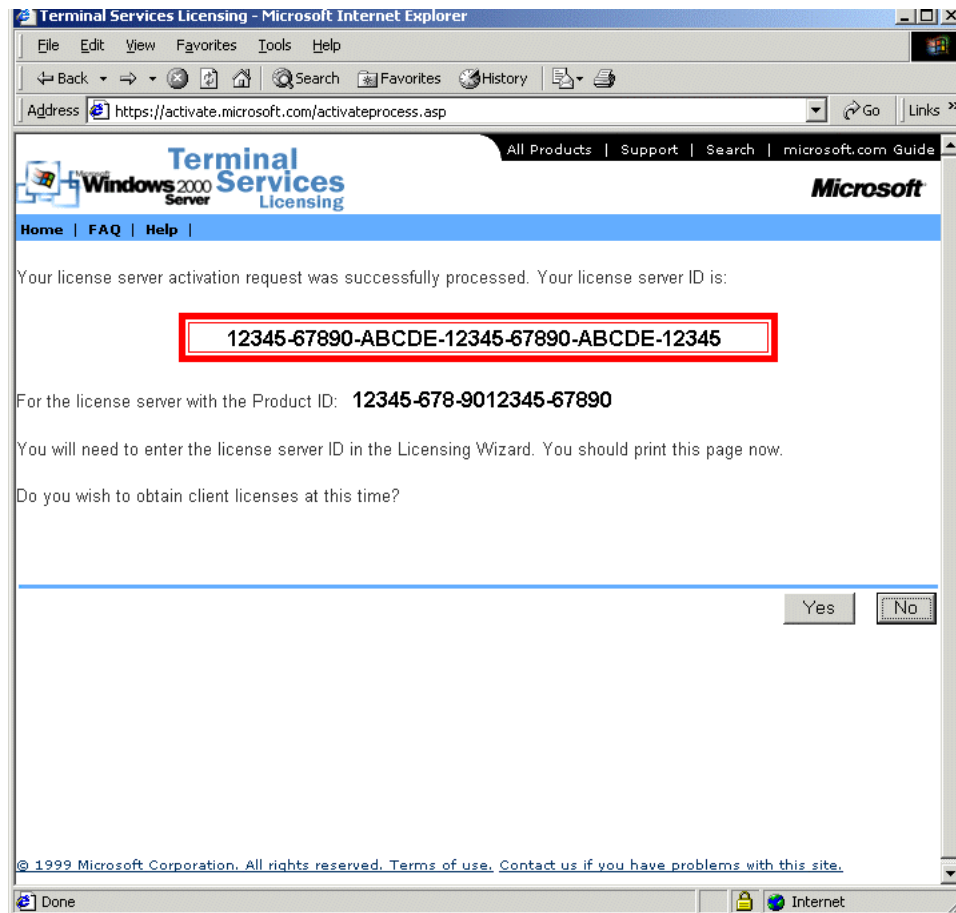 Terminal Services Licensing - Microsoft Internet Explorer
File Edit View Favorites Tools Help
Back Search Favorites History
Address https://activate.microsoft.com/activateprocess.asp Go Links »
All Products | Support | Search | microsoft.com Guide
Terminal
Microsoft Windows 2000 Services
Server Licensing
Microsoft
Home | FAQ | Help |
Your license server activation request was successfully processed. Your license server ID is:
12345-67890-ABCDE-12345-67890-ABCDE-12345
For the license server with the Product ID: 12345-678-9012345-67890
You will need to enter the license server ID in the Licensing Wizard. You should print this page now.
Do you wish to obtain client licenses at this time?
Yes No
© 1999 Microsoft Corporation. All rights reserved. Terms of use. Contact us if you have problems with this site.
Done Internet